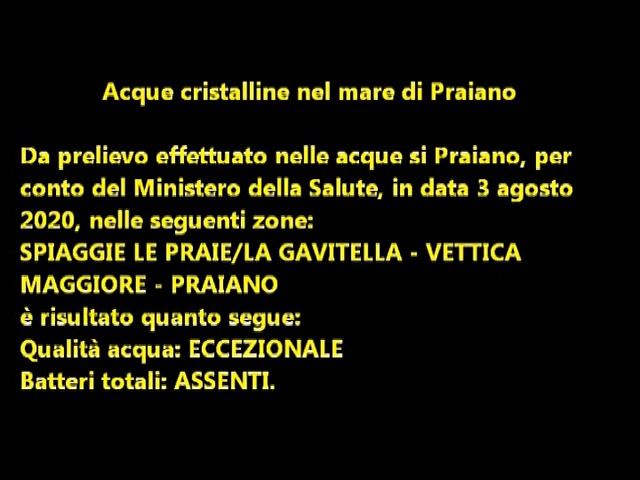 Acque cristalline nel mare di Praiano
Da prelievo effettuato nelle acque si Praiano, per
conto del Ministero della Salute, in data 3 agosto
2020, nelle seguenti zone:
SPIAGGIE LE PRAIE/LA GAVITELLA - VETTICA
MAGGIORE - PRAIANO
è risultato quanto segue:
Qualità acqua: ECCEZIONALE
Batteri totali: ASSENTI.